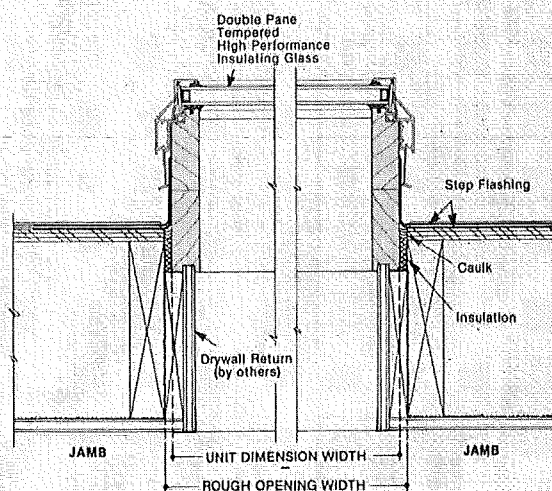 Double Pane
Tempered
High Performance
Insulating Glass
Step Flashing
Caulk
Insulation
Drywall Return
(by others)
JAMB
UNIT DIMENSION WIDTH
JAMB
ROUGH OPENING WIDTH